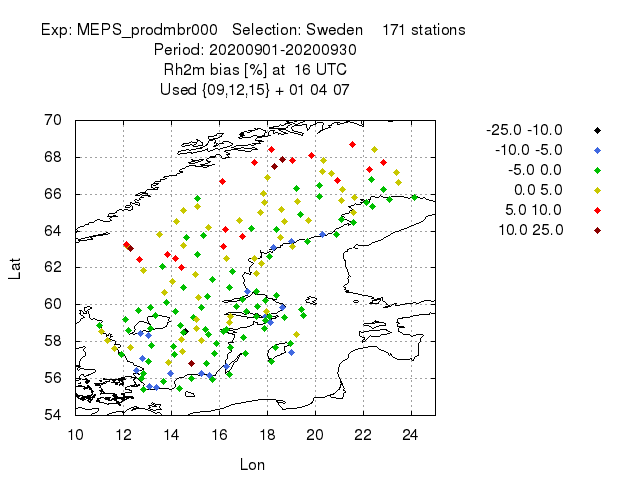 Exp: MEPS_prodmbr000 Selection: Sweden 171 stations
Period: 20200901-20200930
Rh2m bias [%] at 16 UTC
Used {09,12,15} + 01 04 07
70
68
66
64
62
60
58
56
54
10 12 14 16 18 20 22 24
Lat
Lon
-25.0 -10.0
-10.0 -5.0
-5.0 0.0
0.0 5.0
5.0 10.0
10.0 25.0